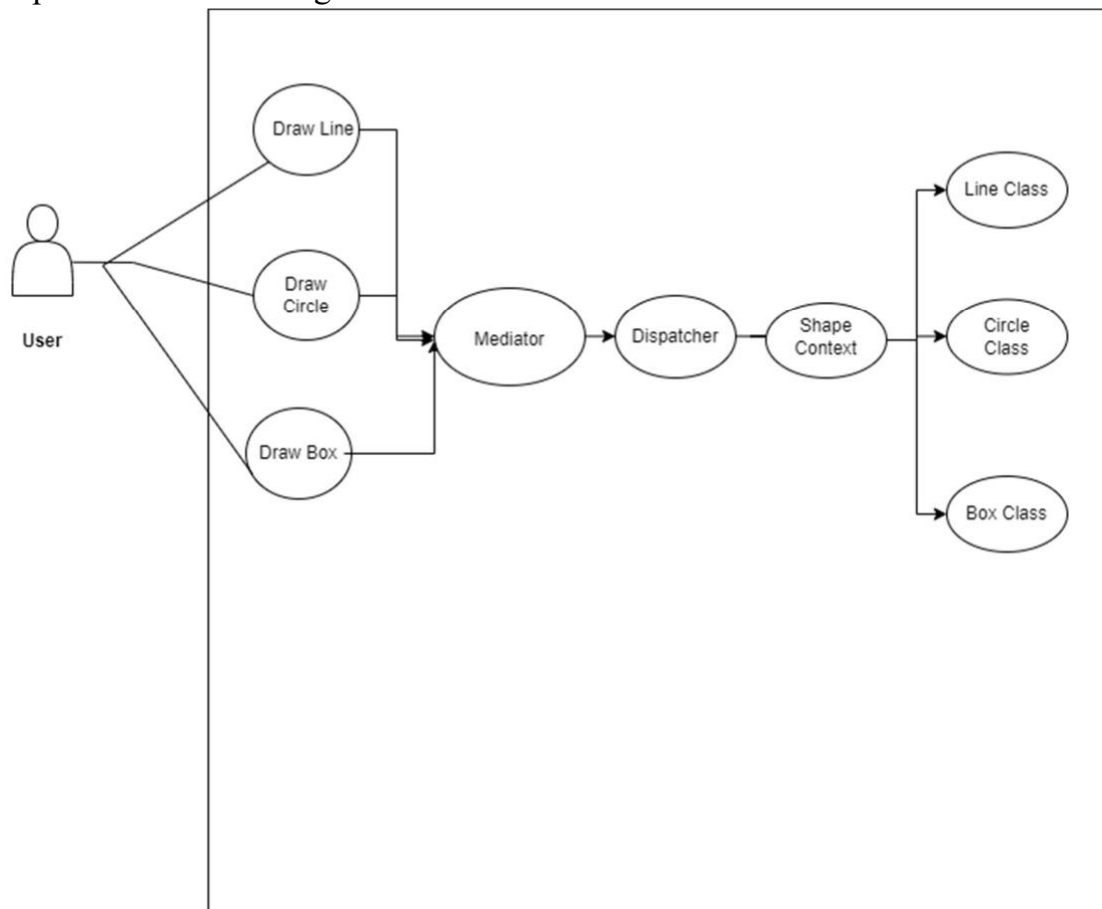 Draw Line
Line Class
Draw
Circle
User
Mediator
Dispatcher
Shape
Context
Circle
Class
Draw Box
Box Class